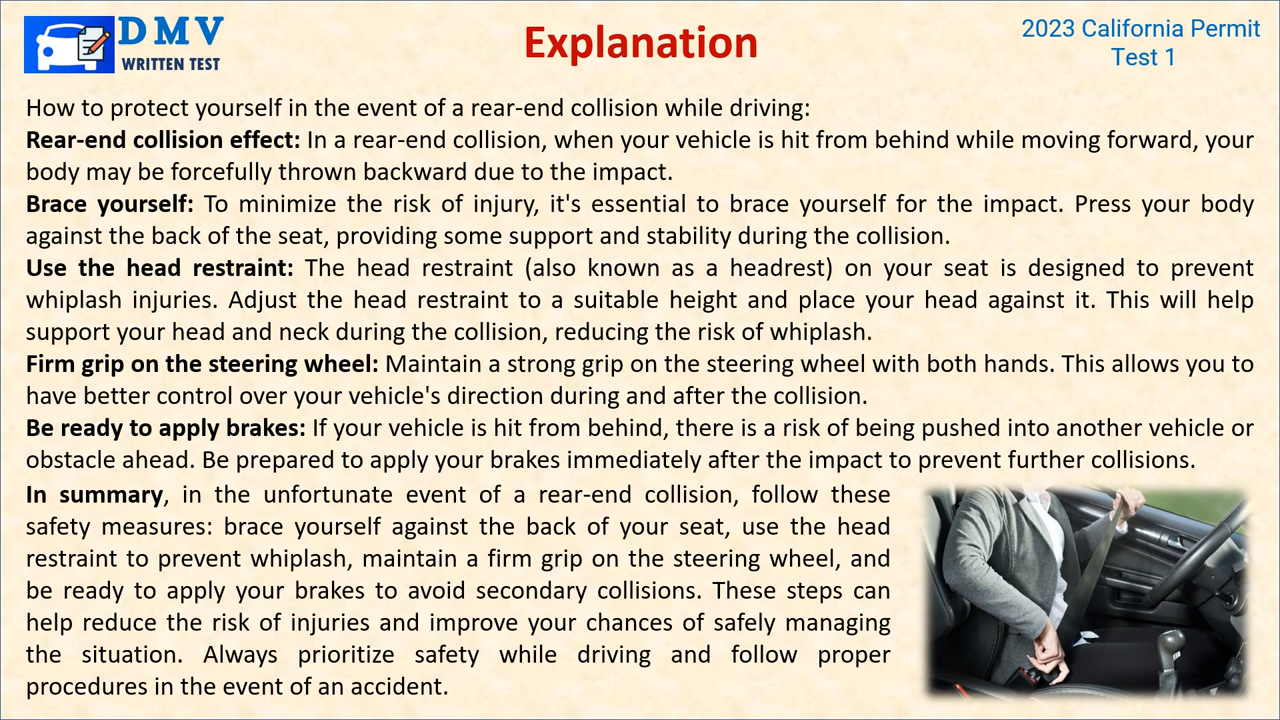 DMV
WRITTEN TEST
Explanation
2023 California Permit
Test 1
How to protect yourself in the event of a rear-end collision while driving:
Rear-end collision effect: In a rear-end collision, when your vehicle is hit from behind while moving forward, your
body may be forcefully thrown backward due to the impact.
Brace yourself: To minimize the risk of injury, it's essential to brace yourself for the impact. Press your body
against the back of the seat, providing some support and stability during the collision.
Use the head restraint: The head restraint (also known as a headrest) on your seat is designed to prevent
whiplash injuries. Adjust the head restraint to a suitable height and place your head against it. This will help
support your head and neck during the collision, reducing the risk of whiplash.
Firm grip on the steering wheel: Maintain a strong grip on the steering wheel with both hands. This allows you to
have better control over your vehicle's direction during and after the collision.
Be ready to apply brakes: If your vehicle is hit from behind, there is a risk of being pushed into another vehicle or
obstacle ahead. Be prepared to apply your brakes immediately after the impact to prevent further collisions.
In summary, in the unfortunate event of a rear-end collision, follow these
safety measures: brace yourself against the back of your seat, use the head
restraint to prevent whiplash, maintain a firm grip on the steering wheel, and
be ready to apply your brakes to avoid secondary collisions. These steps can
help reduce the risk of injuries and improve your chances of safely managing
the situation. Always prioritize safety while driving and follow proper
procedures in the event of an accident.